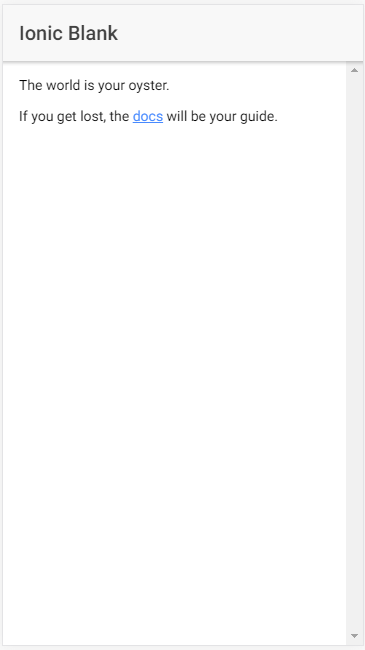 Ionic Blank
The world is your oyster.
If you get lost, the docs will be your guide.